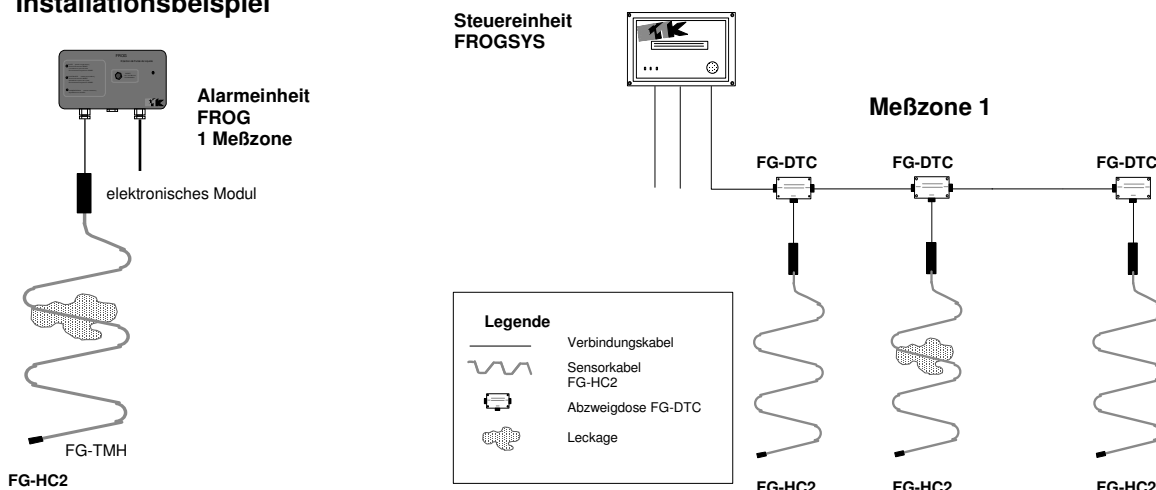 Installationsbeispiel
FROG
Alarmeinheit
FROG
1 Meßzone
elektronisches Modul
FG-TMH
FG-HC2
Steuereinheit
FROGSYS
Meßzone 1
FG-DTC
FG-DTC
FG-DTC
Legende
Verbindungskabel
Sensorkabel
FG-HC2
Abzweigdose FG-DTC
Leckage
FG-HC2
FG-HC2
FG-HC2